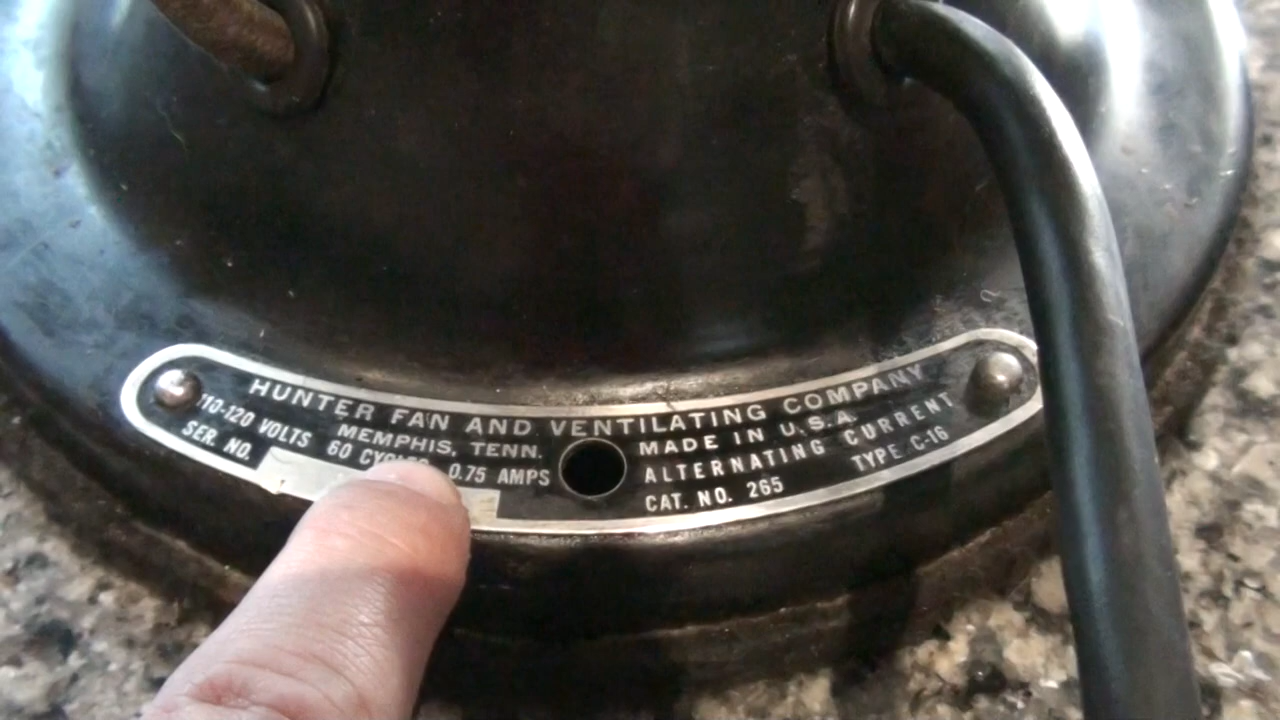 HUNTER FAN AND VENTILATING COMPANY
MEMPHIS, TENN. MADE IN U.S.A.
110-120 VOLTS 60 CYCLES 0.75 AMPS ALTERNATING CURRENT
SER. NO. CAT. NO. 265 TYPE C-16